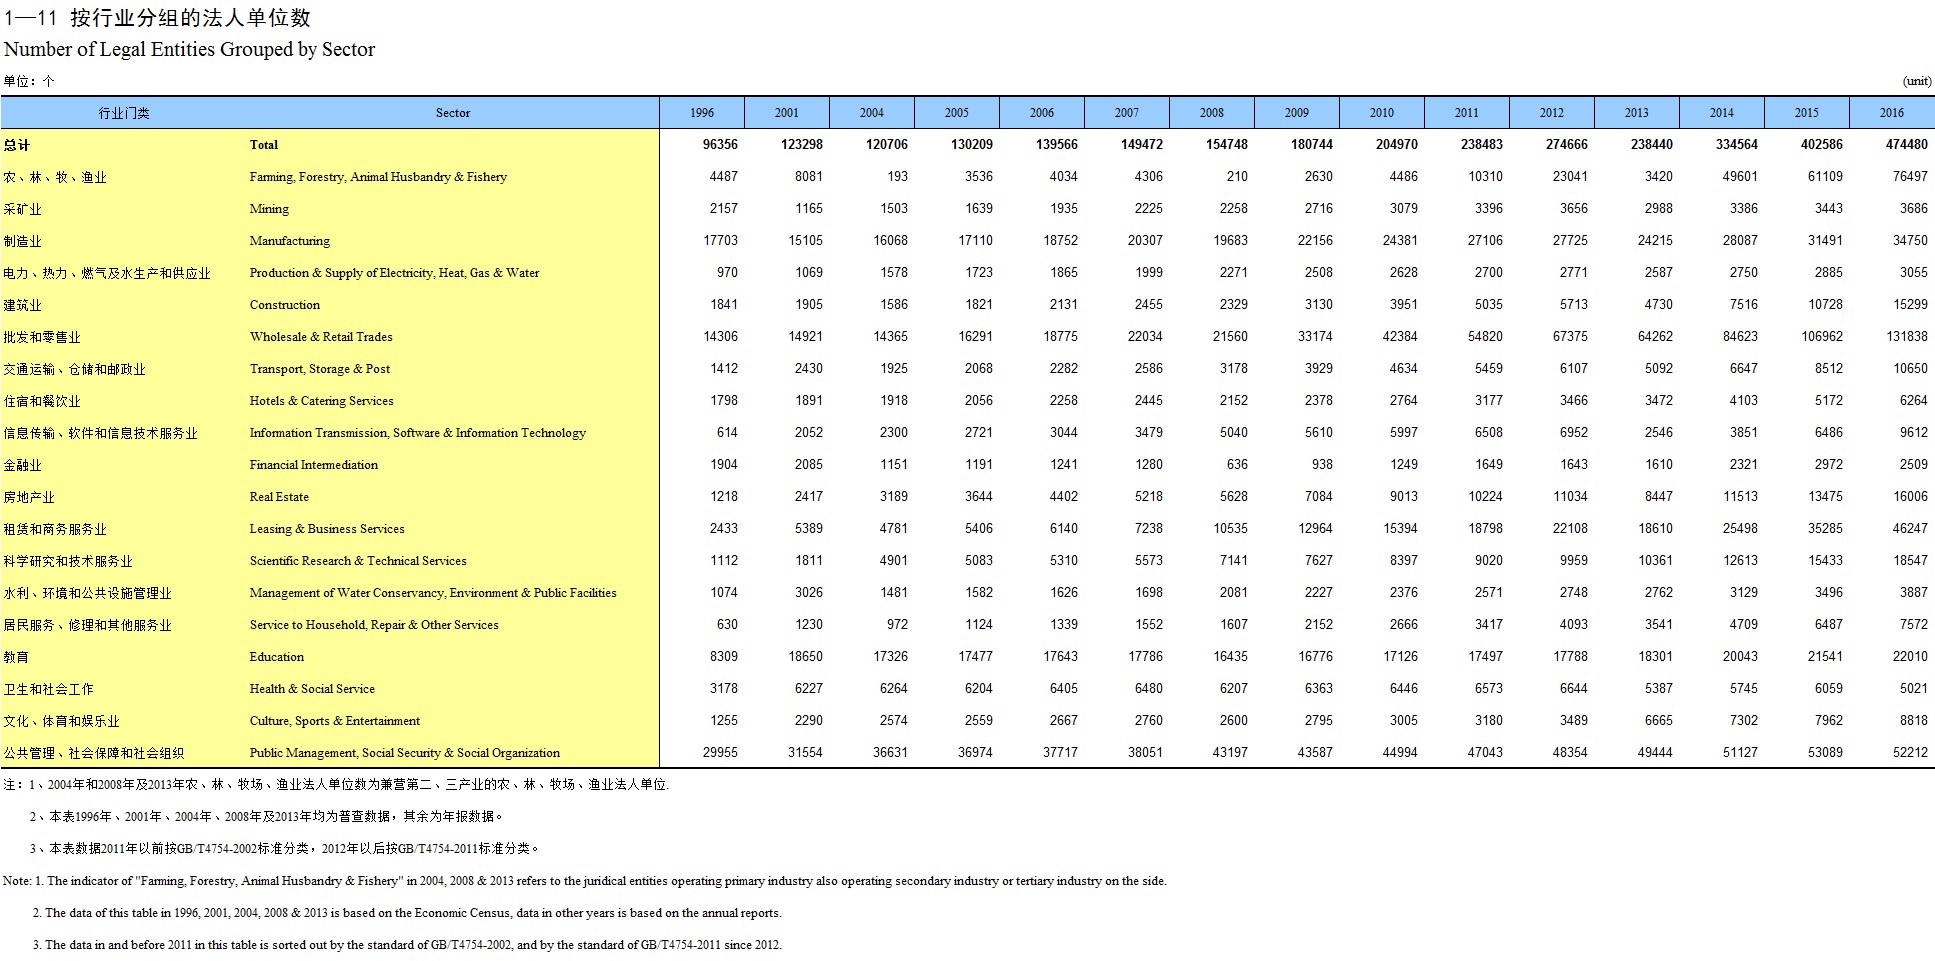 1—11 按行业分组的法人单位数
Number of Legal Entities Grouped by Sector
单位：个 (unit)
行业门类 Sector 1996 2001 2004 2005 2006 2007 2008 2009 2010 2011 2012 2013 2014 2015 2016
总计 Total 96356 123298 120706 130209 139566 149472 154748 180744 204970 238483 274666 238440 334564 402586 474480
农、林、牧、渔业 Farming, Forestry, Animal Husbandry & Fishery 4487 8081 193 3536 4034 4306 210 2630 4486 10310 23041 3420 49601 61109 76497
采矿业 Mining 2157 1165 1503 1639 1935 2225 2258 2716 3079 3396 3656 2988 3386 3443 3686
制造业 Manufacturing 17703 15105 16068 17110 18752 20307 19683 22156 24381 27106 27725 24215 28087 31491 34750
电力、热力、燃气及水生产和供应业 Production & Supply of Electricity, Heat, Gas & Water 970 1069 1578 1723 1865 1999 2271 2508 2628 2700 2771 2587 2750 2885 3055
建筑业 Construction 1841 1905 1586 1821 2131 2455 2329 3130 3951 5035 5713 4730 7516 10728 15299
批发和零售业 Wholesale & Retail Trades 14306 14921 14365 16291 18775 22034 21560 33174 42384 54820 67375 64262 84623 106962 131838
交通运输、仓储和邮政业 Transport, Storage & Post 1412 2430 1925 2068 2282 2586 3178 3929 4634 5459 6107 5092 6647 8512 10650
住宿和餐饮业 Hotels & Catering Services 1798 1891 1918 2056 2258 2445 2152 2378 2764 3177 3466 3472 4103 5172 6264
信息传输、软件和信息技术服务业 Information Transmission, Software & Information Technology 614 2052 2300 2721 3044 3479 5040 5610 5997 6508 6952 2546 3851 6486 9612
金融业 Financial Intermediation 1904 2085 1151 1191 1241 1280 636 938 1249 1649 1643 1610 2321 2972 2509
房地产业 Real Estate 1218 2417 3189 3644 4402 5218 5628 7084 9013 10224 11034 8447 11513 13475 16006
租赁和商务服务业 Leasing & Business Services 2433 5389 4781 5406 6140 7238 10535 12964 15394 18798 22108 18610 25498 35285 46247
科学研究和技术服务业 Scientific Research & Technical Services 1112 1811 4901 5083 5310 5573 7141 7627 8397 9020 9959 10361 12613 15433 18547
水利、环境和公共设施管理业 Management of Water Conservancy, Environment & Public Facilities 1074 3026 1481 1582 1626 1698 2081 2227 2376 2571 2748 2762 3129 3496 3887
居民服务、修理和其他服务业 Service to Household, Repair & Other Services 630 1230 972 1124 1339 1552 1607 2152 2666 3417 4093 3541 4709 6487 7572
教育 Education 8309 18650 17326 17477 17643 17786 16435 16776 17126 17497 17788 18301 20043 21541 22010
卫生和社会工作 Health & Social Service 3178 6227 6264 6204 6405 6480 6207 6363 6446 6573 6644 5387 5745 6059 5021
文化、体育和娱乐业 Culture, Sports & Entertainment 1255 2290 2574 2559 2667 2760 2600 2795 3005 3180 3489 6665 7302 7962 8818
公共管理、社会保障和社会组织 Public Management, Social Security & Social Organization 29955 31554 36631 36974 37717 38051 43197 43587 44994 47043 48354 49444 51127 53089 52212
注：1、2004年和2008年及2013年农、林、牧场、渔业法人单位数为兼营第二、三产业的农、林、牧场、渔业法人单位.
2、本表1996年、2001年、2004年、2008年及2013年均为普查数据，其余为年报数据。
3、本表数据2011年以前按GB/T4754-2002标准分类，2012年以后按GB/T4754-2011标准分类。
Note: 1. The indicator of "Farming, Forestry, Animal Husbandry & Fishery" in 2004, 2008 & 2013 refers to the juridical entities operating primary industry also operating secondary industry or tertiary industry on the side.
2. The data of this table in 1996, 2001, 2004, 2008 & 2013 is based on the Economic Census, data in other years is based on the annual reports.
3. The data in and before 2011 in this table is sorted out by the standard of GB/T4754-2002, and by the standard of GB/T4754-2011 since 2012.